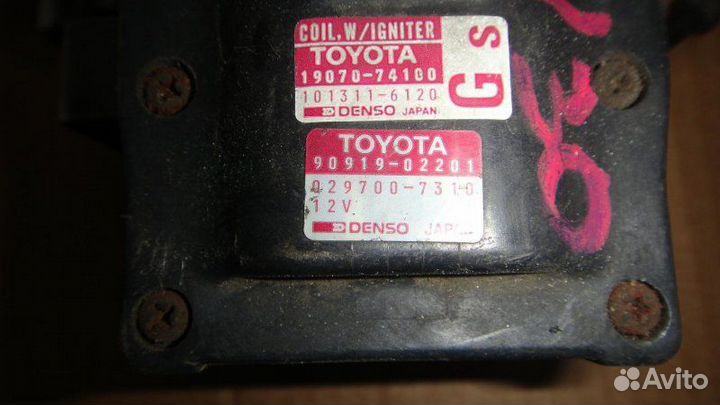 COIL, W/IGNITER
TOYOTA
19070-74100
101311-6120
DENSO JAPAN
G S
TOYOTA
90919-02201
029700-7310
12V
DENSO JAPAN
Avito